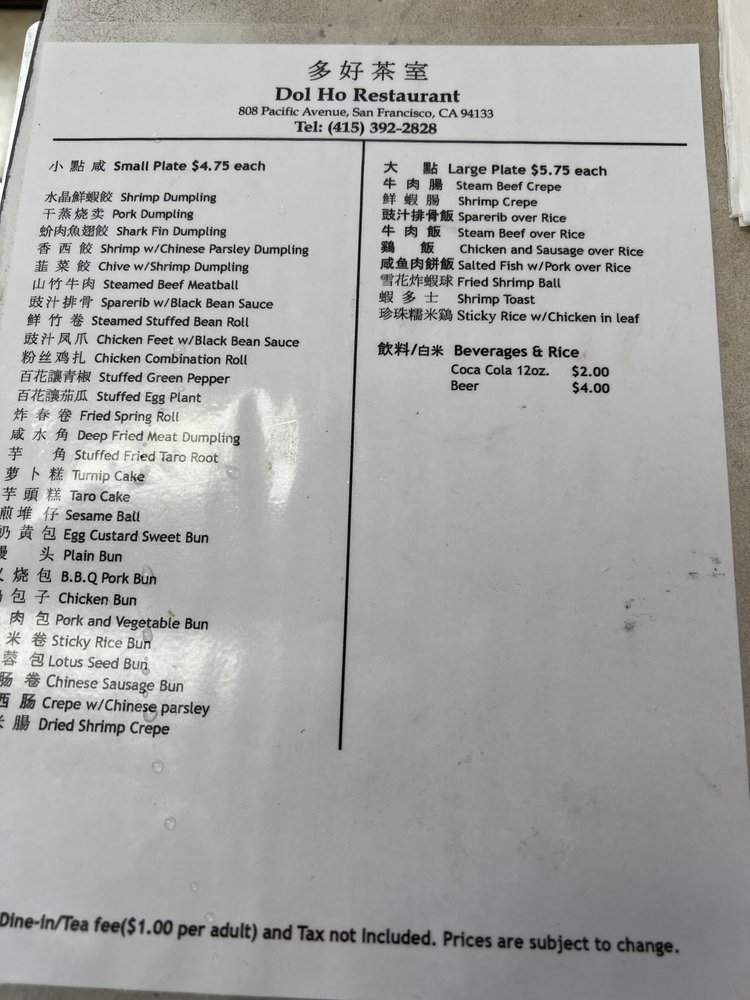 多好茶室
Dol Ho Restaurant
808 Pacific Avenue, San Francisco, CA 94133
Tel: (415) 392-2828
小點咸 Small Plate $4.75 each
水晶鮮蝦餃 Shrimp Dumpling
干蒸烧卖 Pork Dumpling
蚧肉魚翅餃 Shark Fin Dumpling
香西餃 Shrimp w/Chinese Parsley Dumpling
韮菜餃 Chive w/Shrimp Dumpling
山竹牛肉 Steamed Beef Meatball
豉汁排骨 Sparerib w/Black Bean Sauce
鮮竹卷 Steamed Stuffed Bean Roll
豉汁凤爪 Chicken Feet w/Black Bean Sauce
粉丝鸡扎 Chicken Combination Roll
百花讓青椒 Stuffed Green Pepper
百花讓茄瓜 Stuffed Egg Plant
炸春卷 Fried Spring Roll
咸水角 Deep Fried Meat Dumpling
芋角 Stuffed Fried Taro Root
萝卜糕 Turnip Cake
芋頭糕 Taro Cake
煎堆仔 Sesame Ball
奶黄包 Egg Custard Sweet Bun
头 Plain Bun
烧包 B.B.Q Pork Bun
包子 Chicken Bun
肉包 Pork and Vegetable Bun
米卷 Sticky Rice Bun
蓉包 Lotus Seed Bun
肠卷 Chinese Sausage Bun
西肠 Crepe w/Chinese parsley
腸 Dried Shrimp Crepe
大點 Large Plate $5.75 each
牛肉腸 Steam Beef Crepe
鮮蝦腸 Shrimp Crepe
豉汁排骨飯 Sparerib over Rice
牛肉飯 Steam Beef over Rice
鷄飯 Chicken and Sausage over Rice
咸鱼肉餅飯 Salted Fish w/Pork over Rice
雪花炸蝦球 Fried Shrimp Ball
蝦多士 Shrimp Toast
珍珠糯米鷄 Sticky Rice w/Chicken in leaf
飲料/白米 Beverages & Rice
Coca Cola 12oz. $2.00
Beer $4.00
Dine-in/Tea fee($1.00 per adult) and Tax not Included. Prices are subject to change.